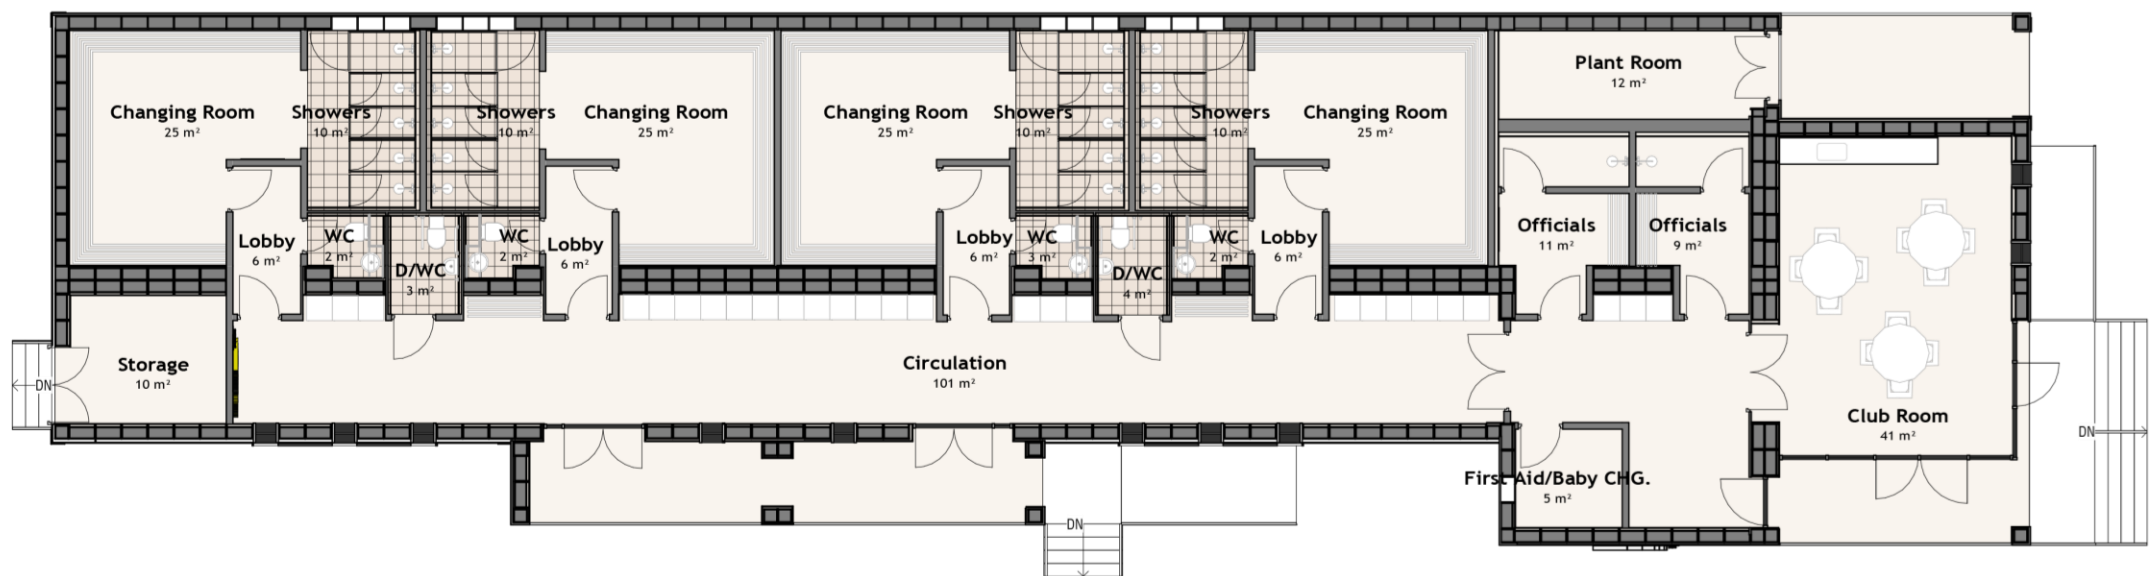 Plant Room
12 m²
Changing Room
25 m²
Showers
10 m²
Showers
10 m²
Changing Room
25 m²
Changing Room
25 m²
Showers
10 m²
Showers
10 m²
Changing Room
25 m²
Officials
11 m²
Officials
9 m²
Lobby
6 m²
WC
2 m²
D/WC
3 m²
WC
2 m²
Lobby
6 m²
Lobby
6 m²
WC
3 m²
D/WC
4 m²
WC
2 m²
Lobby
6 m²
Storage
10 m²
DN
Circulation
101 m²
Club Room
41 m²
DN
First Aid/Baby CHG.
5 m²
DN